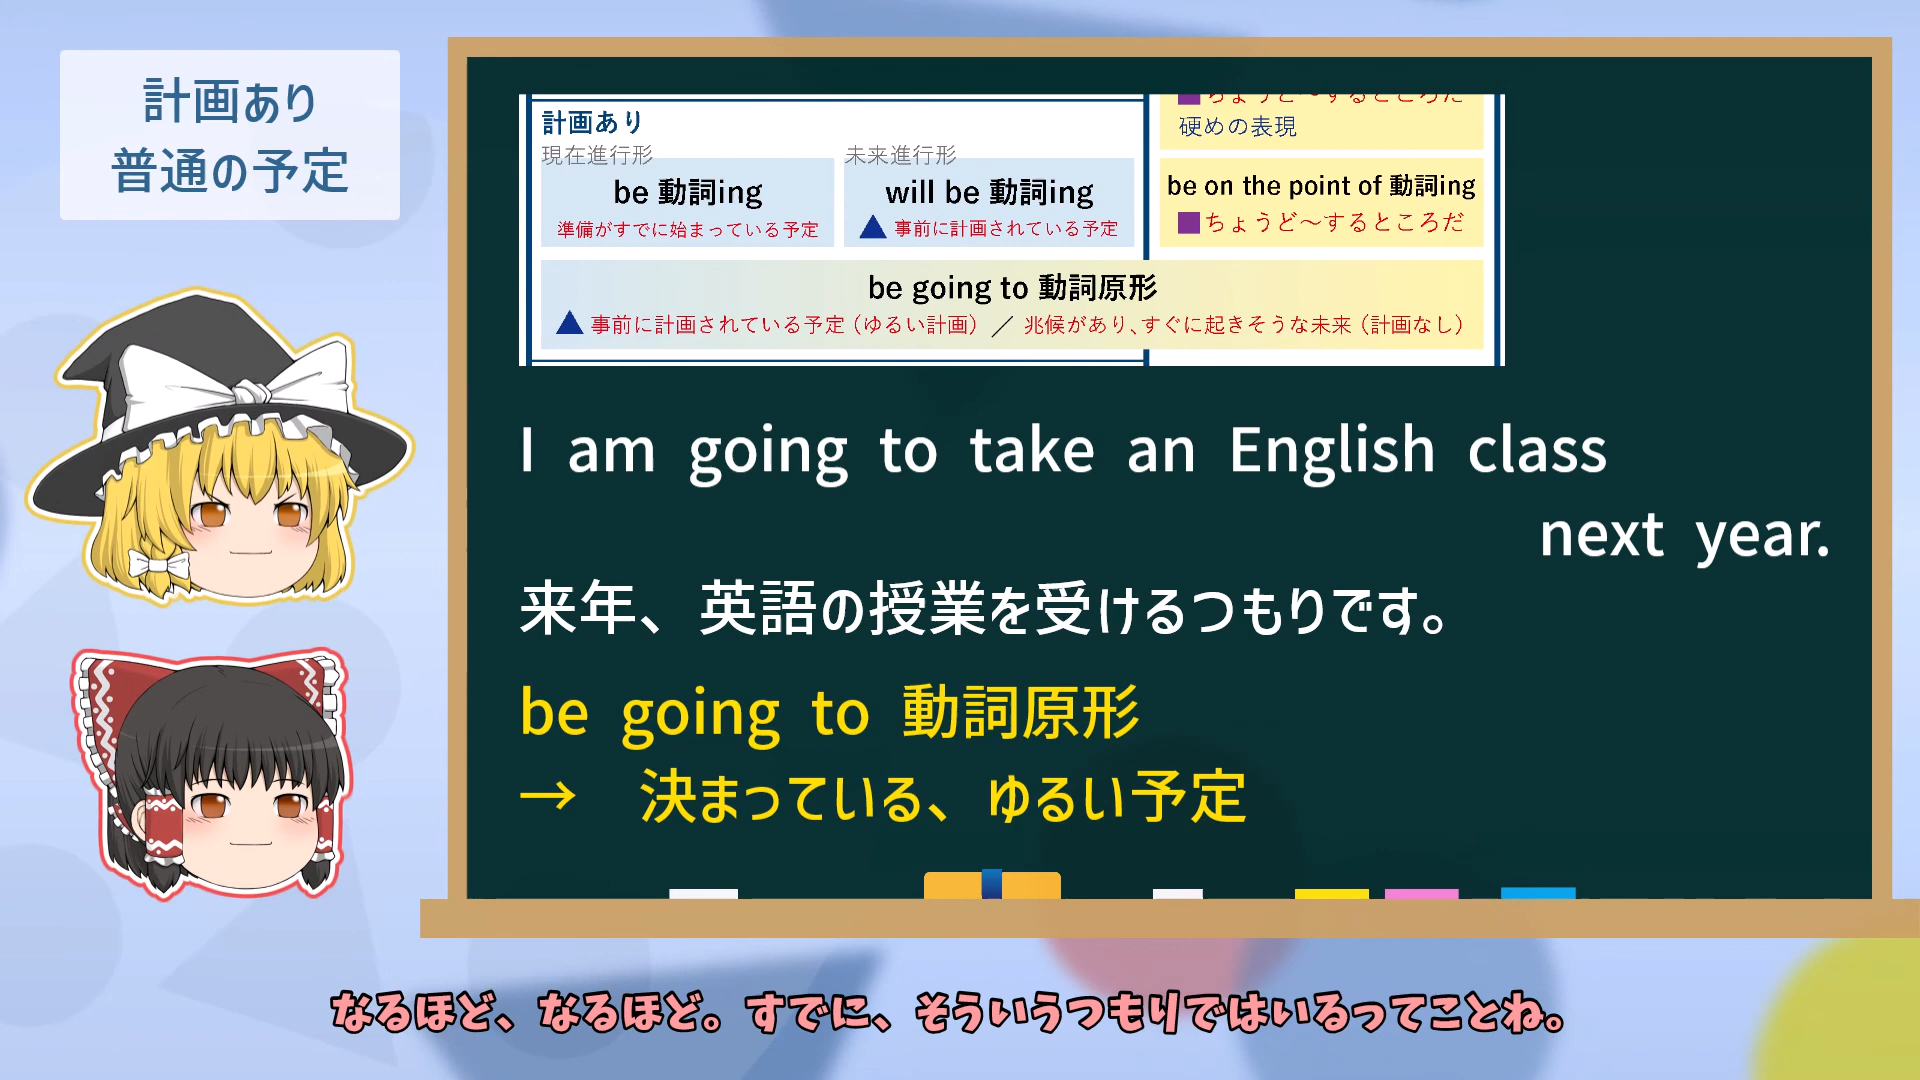 計画あり
普通の予定
計画あり
現在進行形
be 動詞ing
準備がすでに始まっている予定
未来進行形
will be 動詞ing
▲ 事前に計画されている予定
■ちょうど～するところだ
硬めの表現
be on the point of 動詞ing
■ちょうど～するところだ
be going to 動詞原形
▲ 事前に計画されている予定（ゆるい計画） ／ 兆候があり、すぐに起きそうな未来（計画なし）
I am going to take an English class
next year.
来年、英語の授業を受けるつもりです。
be going to 動詞原形
→ 決まっている、ゆるい予定
なるほど、なるほど。すでに、そういうつもりではいるってことね。